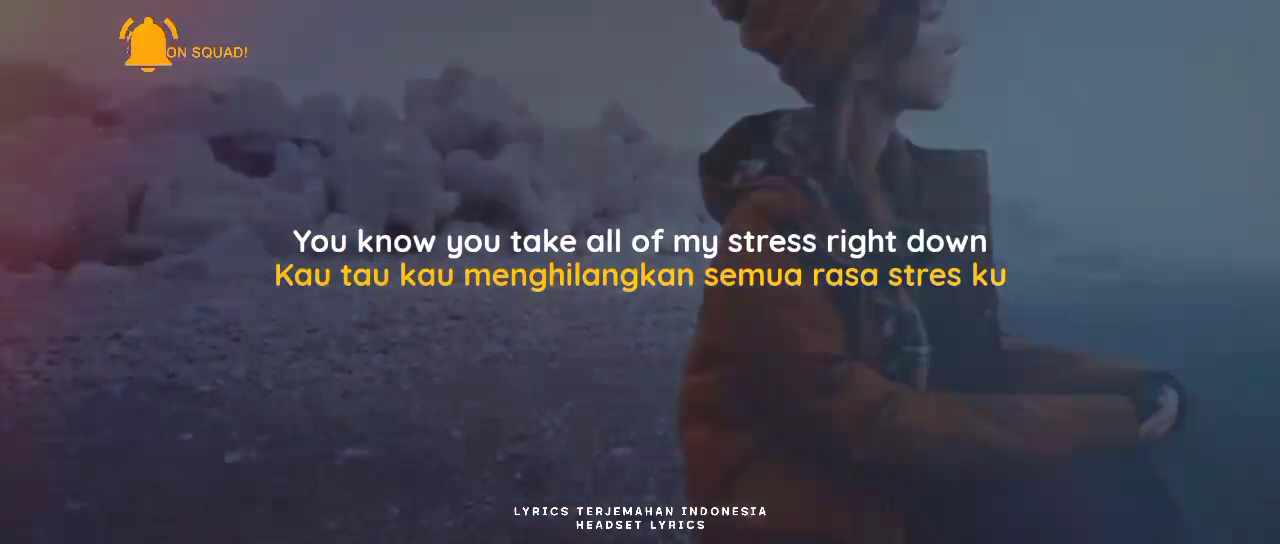 ON SQUAD!
You know you take all of my stress right down
Kau tau kau menghilangkan semua rasa stres ku
LYRICS TERJEMAHAN INDONESIA
HEADSET LYRICS